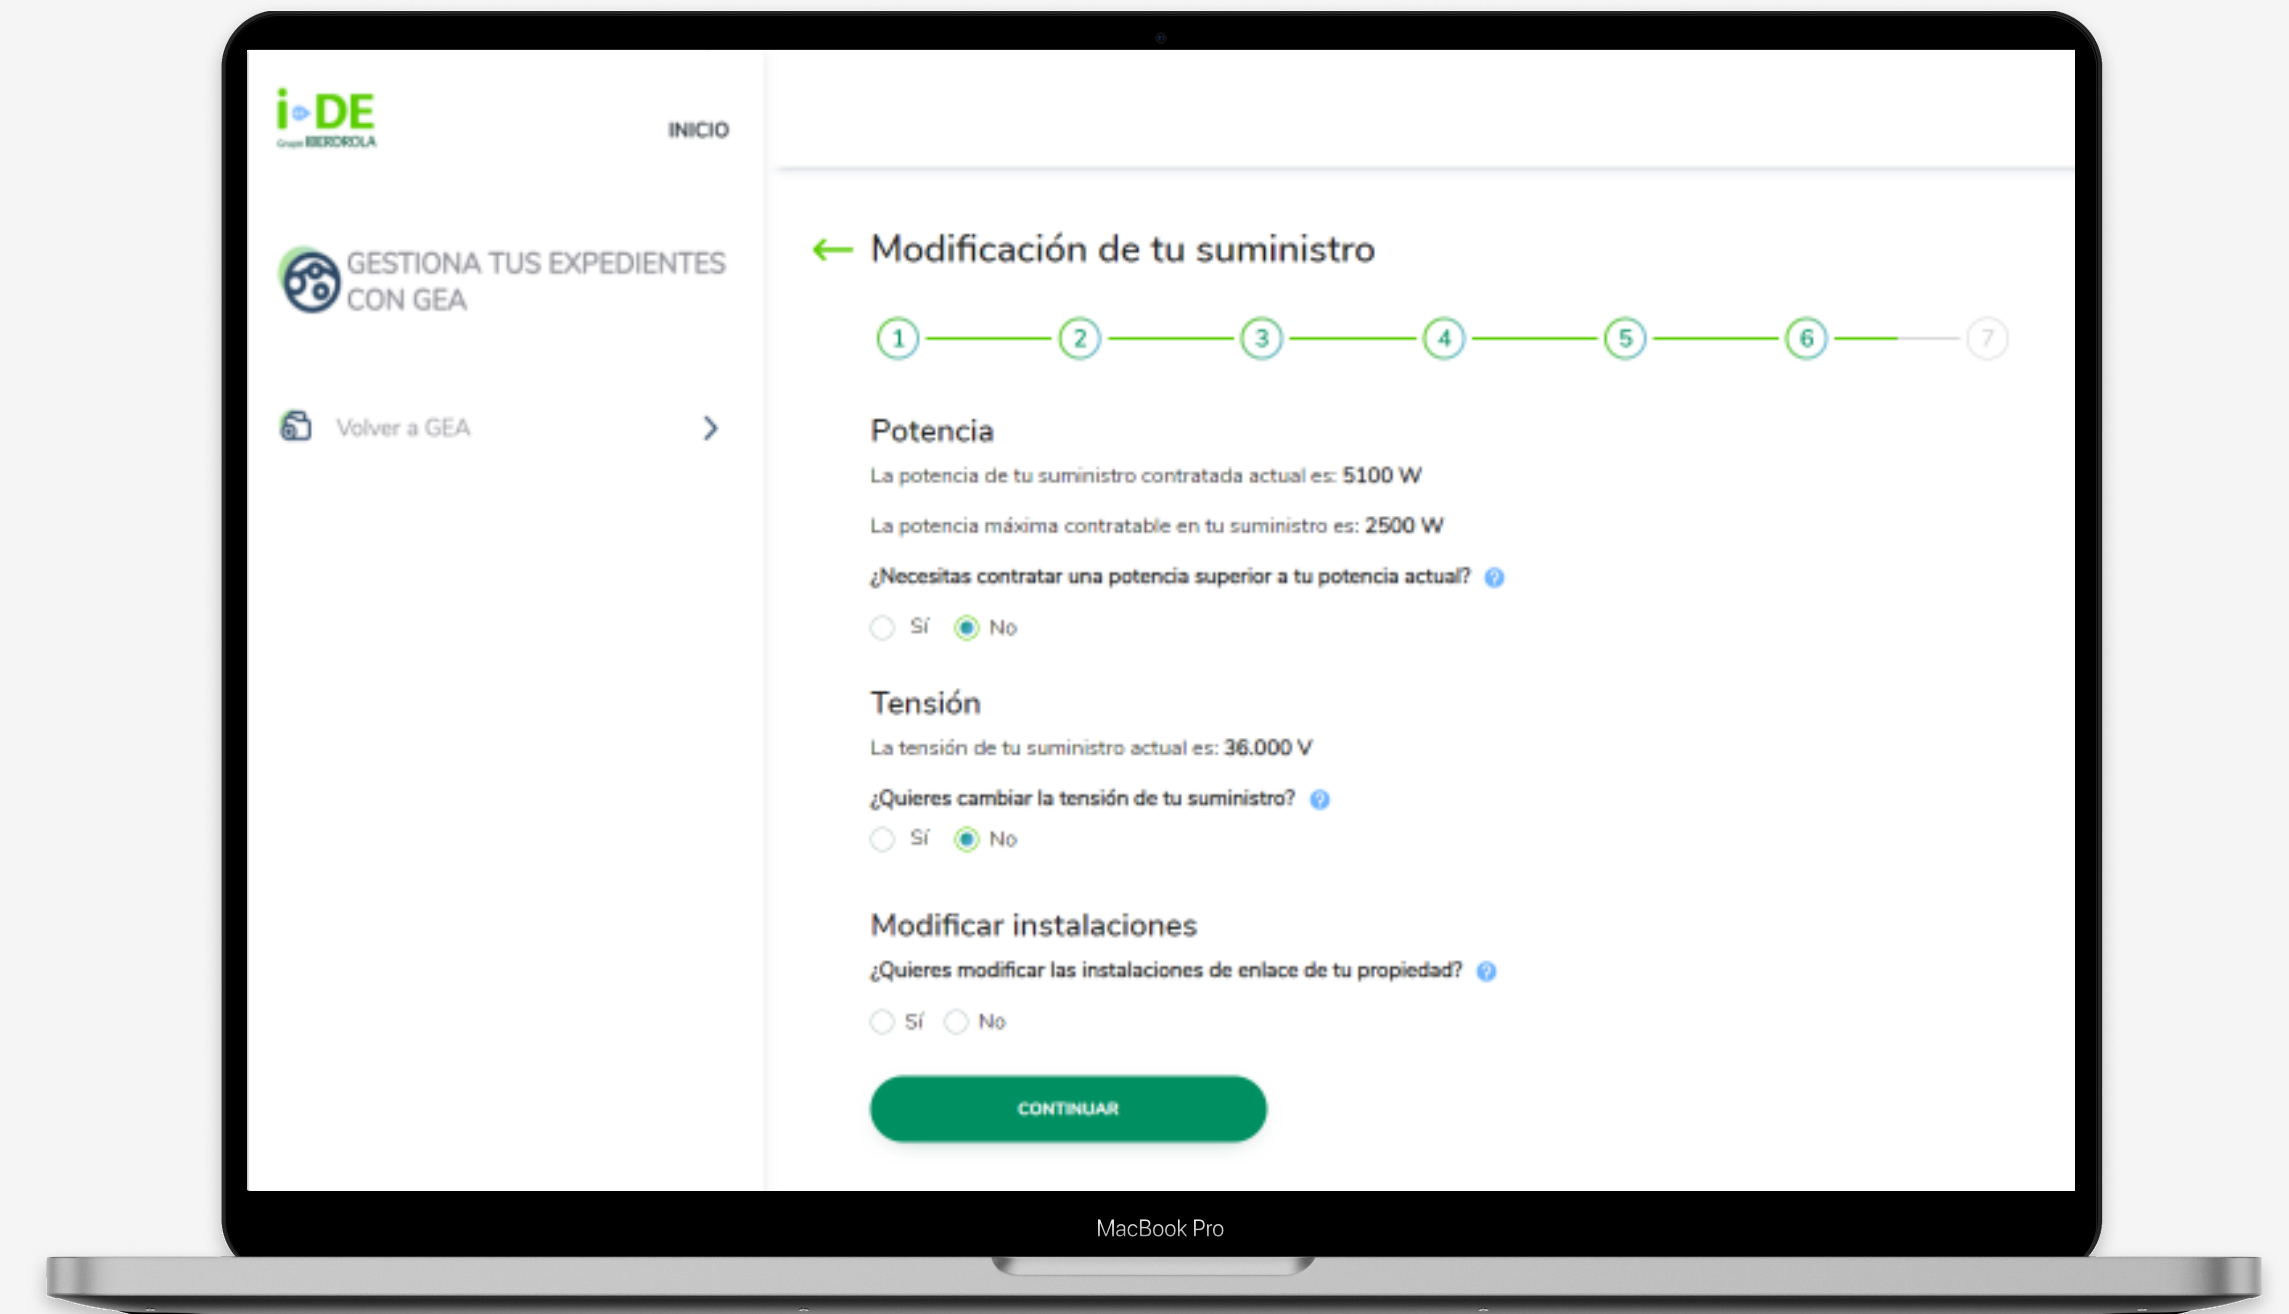 i DE
Grupo IBERDROLA
INICIO
GESTIONA TUS EXPEDIENTES
CON GEA
Volver a GEA
Modificación de tu suministro
1 2 3 4 5 6 7
Potencia
La potencia de tu suministro contratada actual es: 5100 W
La potencia máxima contratable en tu suministro es: 2500 W
¿Necesitas contratar una potencia superior a tu potencia actual? ?
Sí No
Tensión
La tensión de tu suministro actual es: 36.000 V
¿Quieres cambiar la tensión de tu suministro? ?
Sí No
Modificar instalaciones
¿Quieres modificar las instalaciones de enlace de tu propiedad? ?
Sí No
CONTINUAR
MacBook Pro